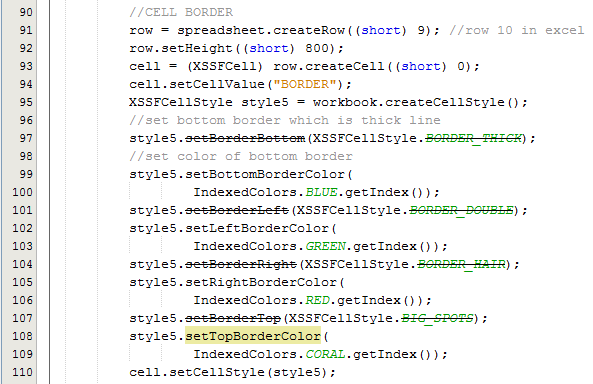 90 //CELL BORDER
91 row = spreadsheet.createRow((short) 9); //row 10 in excel
92 row.setHeight((short) 800);
93 cell = (XSSFCell) row.createCell((short) 0);
94 cell.setCellValue("BORDER");
95 XSSFCellStyle style5 = workbook.createCellStyle();
96 //set bottom border which is thick line
97 style5.setBorderBottom(XSSFCellStyle.BORDER_THICK);
98 //set color of bottom border
99 style5.setBottomBorderColor(
100 IndexedColors.BLUE.getIndex());
101 style5.setBorderLeft(XSSFCellStyle.BORDER_DOUBLE);
102 style5.setLeftBorderColor(
103 IndexedColors.GREEN.getIndex());
104 style5.setBorderRight(XSSFCellStyle.BORDER_HAIR);
105 style5.setRightBorderColor(
106 IndexedColors.RED.getIndex());
107 style5.setBorderTop(XSSFCellStyle.BIG_SPOTS);
108 style5.setTopBorderColor(
109 IndexedColors.CORAL.getIndex());
110 cell.setCellStyle(style5);